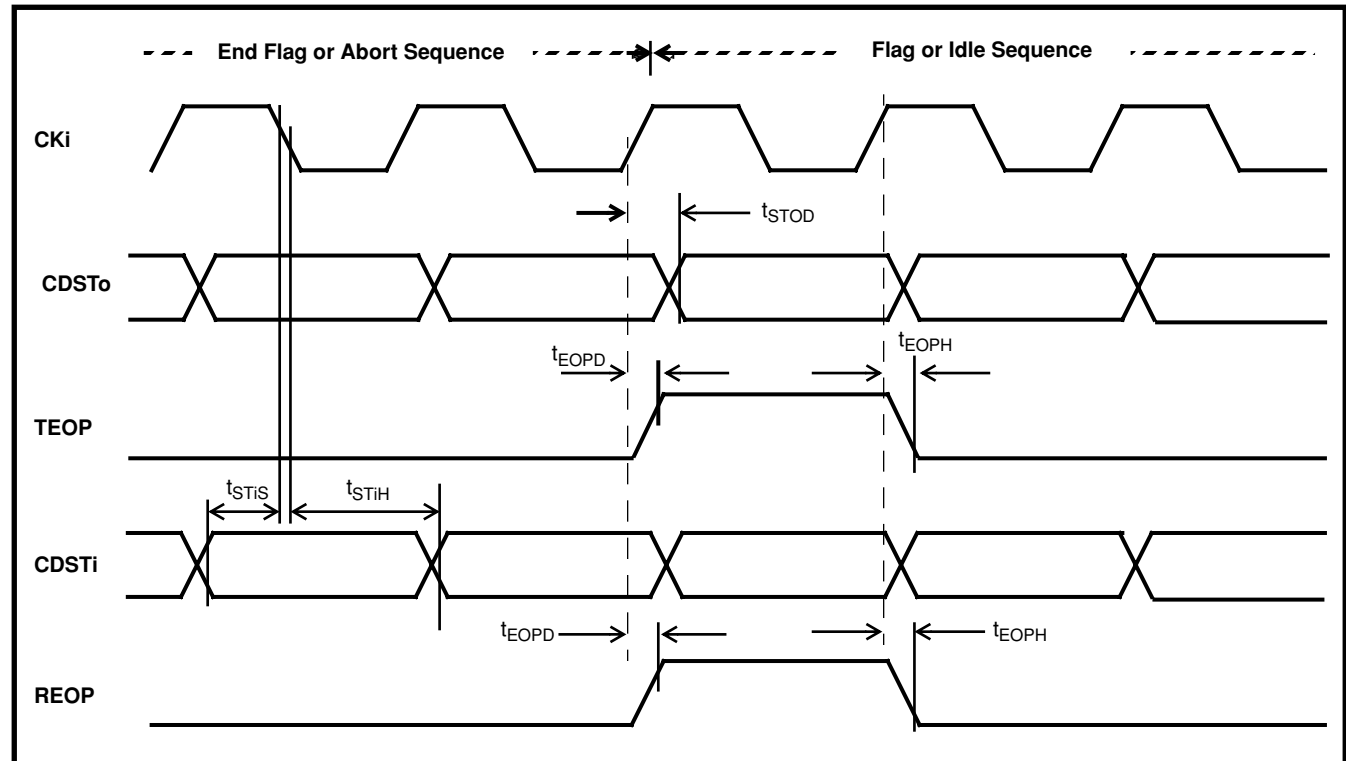 End Flag or Abort Sequence
Flag or Idle Sequence
CKi
tSTOD
CDSTo
tEOPD
tEOPH
TEOP
tSTiS
tSTiH
CDSTi
tEOPD
tEOPH
REOP